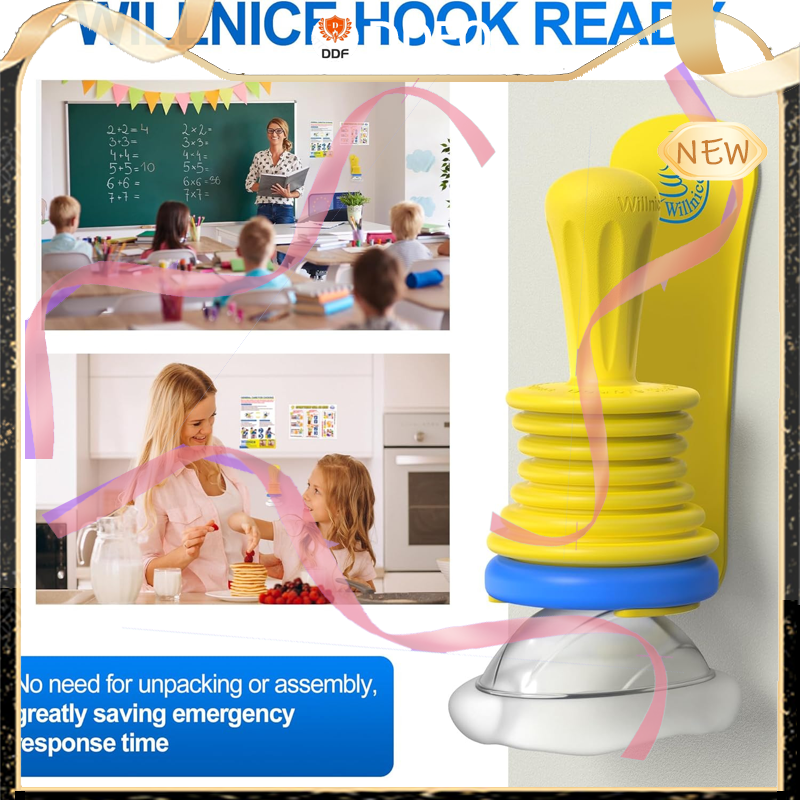 WILLNICE HOOK READY
DDF
NEW
Willnice
Willnice
2+2=4
2×2=
3+3=
3×3=
4+4=
4×4=
5+5=10
5×5=
6+6=
6×6=36
7+7=
7×7=
No need for unpacking or assembly,
greatly saving emergency
response time